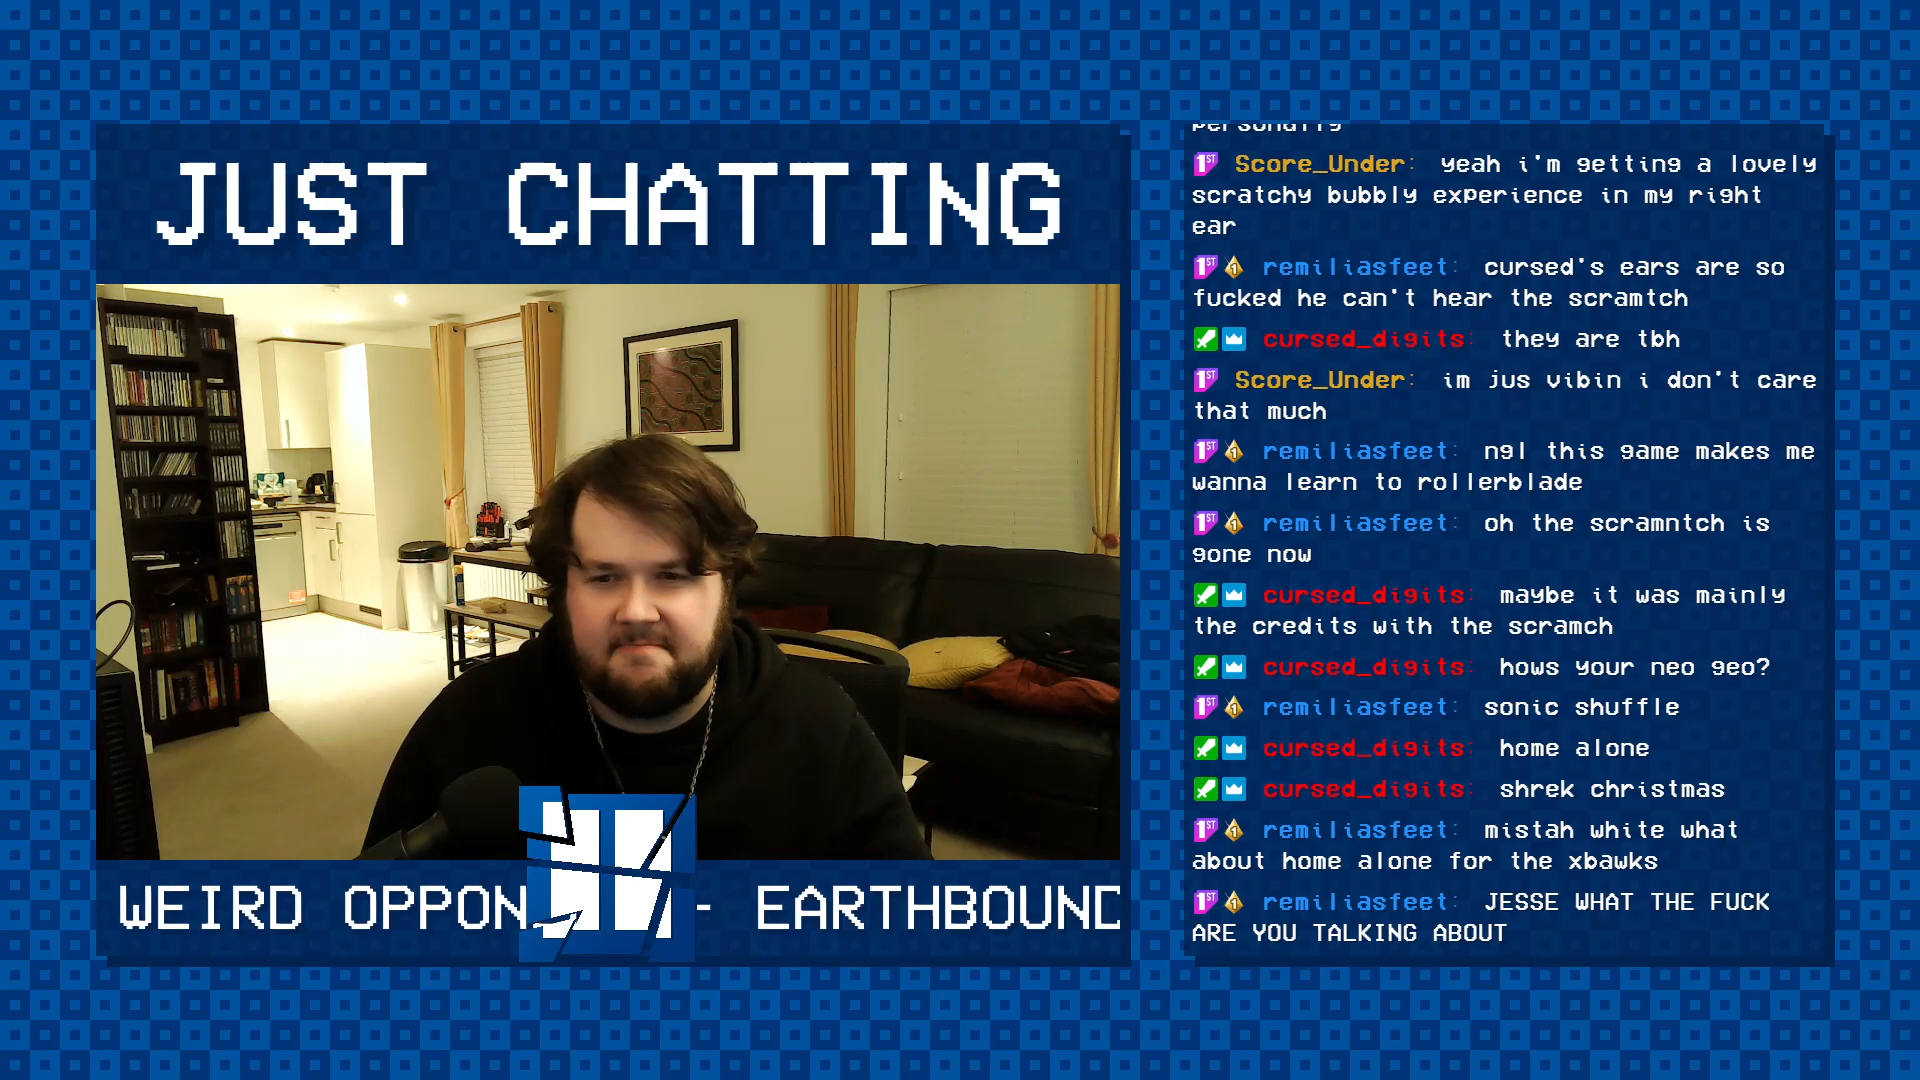 JUST CHATTING
WEIRD OPPON
- EARTHBOUND
personally
Score_Under: yeah i'm getting a lovely
scratchy bubbly experience in my right
ear
remiliasfeet: cursed's ears are so
fucked he can't hear the scramtch
cursed_digits: they are tbh
Score_Under: im jus vibin i don't care
that much
remiliasfeet: ngl this game makes me
wanna learn to rollerblade
remiliasfeet: oh the scramntch is
gone now
cursed_digits: maybe it was mainly
the credits with the scramch
cursed_digits: hows your neo geo?
remiliasfeet: sonic shuffle
cursed_digits: home alone
cursed_digits: shrek christmas
remiliasfeet: mistah white what
about home alone for the xbawks
remiliasfeet: JESSE WHAT THE FUCK
ARE YOU TALKING ABOUT